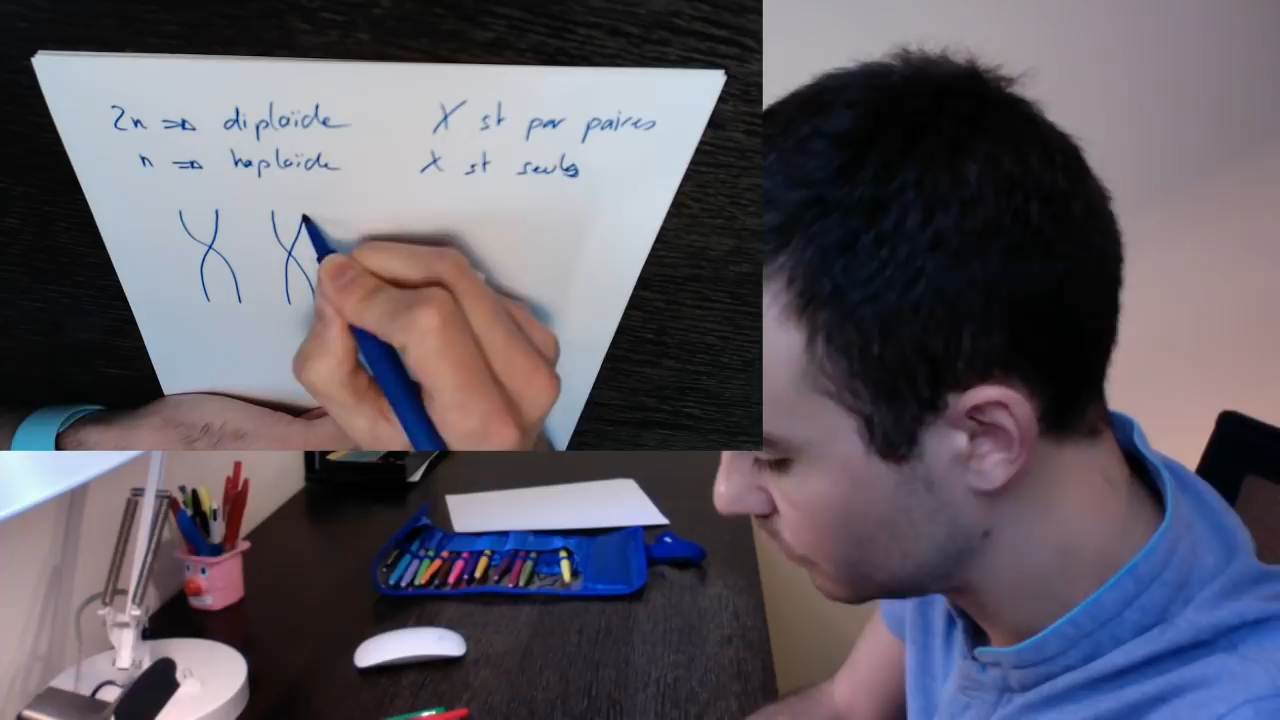 2n => diploïde X st par paires
n => haploïde X st seuls